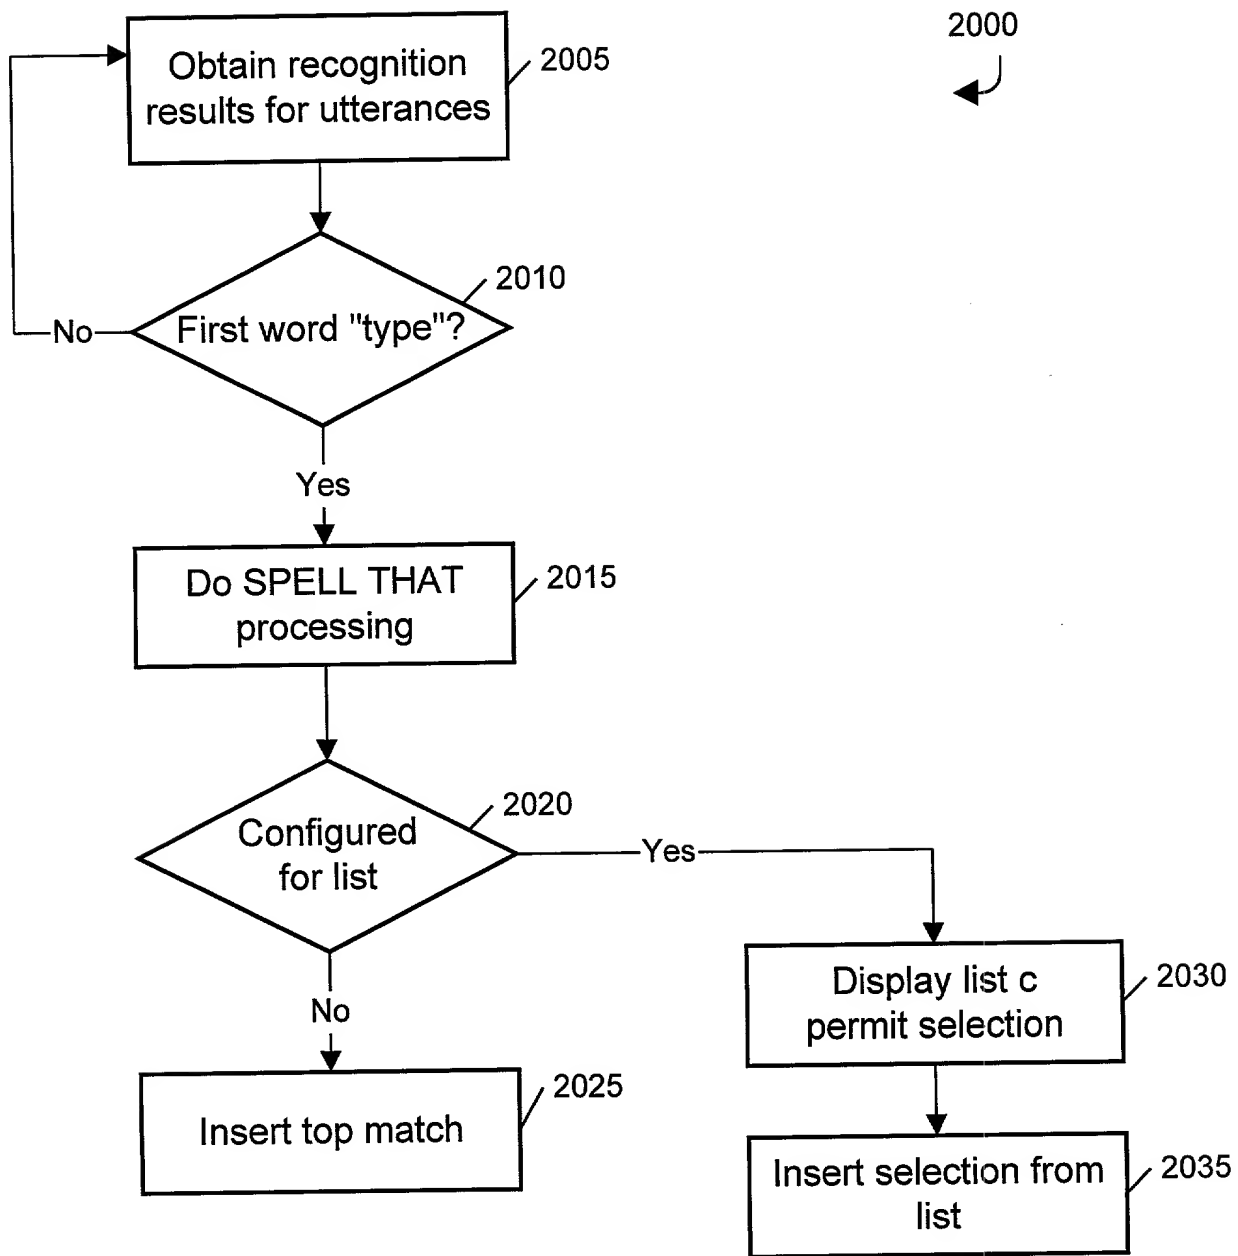 2000
Obtain recognition
results for utterances
2005
First word "type"?
2010
No
Yes
Do SPELL THAT
processing
2015
Configured
for list
2020
Yes
No
Display list c
permit selection
2030
Insert top match
2025
Insert selection from
list
2035